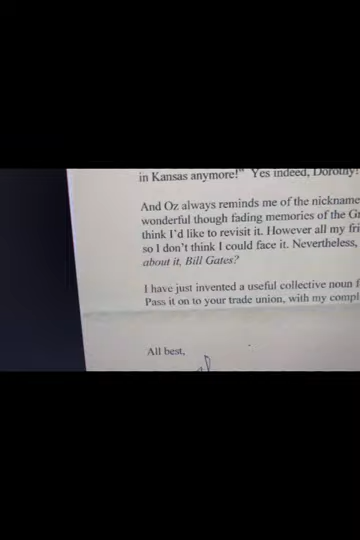 in Kansas anymore!" Yes indeed, Dorothy!
And Oz always reminds me of the nickname
wonderful though fading memories of the
think I'd like to revisit it. However all my
so I don't think I could face it. Nevertheless,
about it, Bill Gates?
I have just invented a useful collective noun
Pass it on to your trade union, with my
All best,